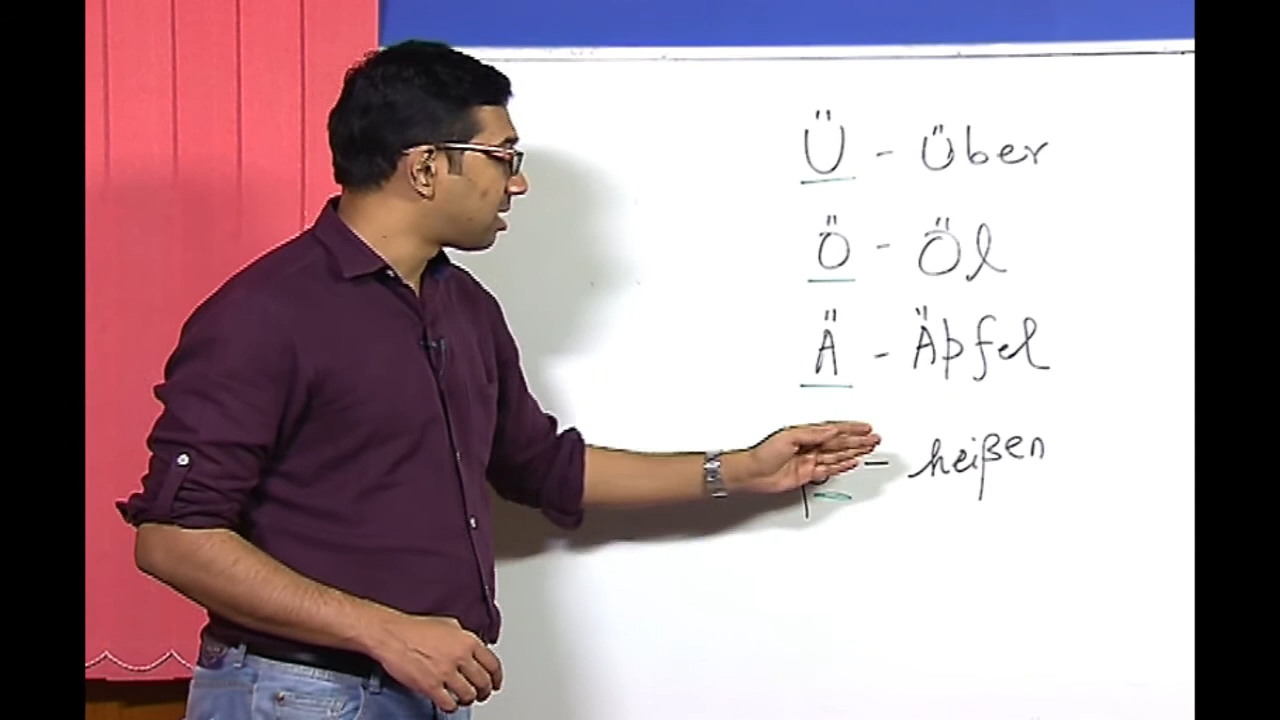 Ü - Über
Ö - Öl
Ä - Äpfel
- heißen